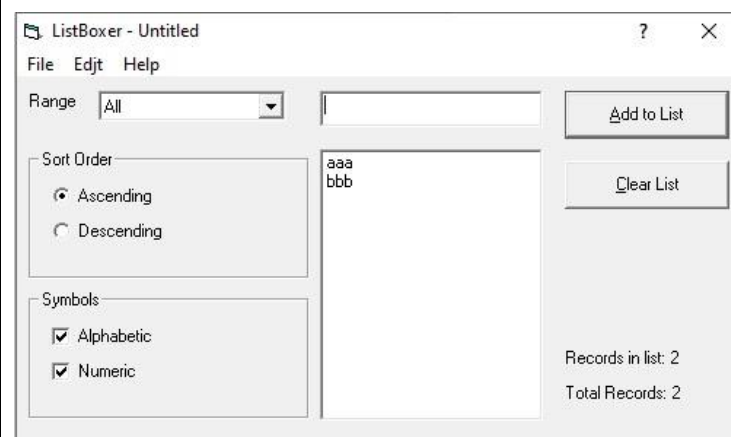 ListBoxer - Untitled ?
File Edjt Help
Range All Add to List
Sort Order
Ascending
Descending
aaa
bbb
Clear List
Symbols
Alphabetic
Numeric
Records in list: 2
Total Records: 2